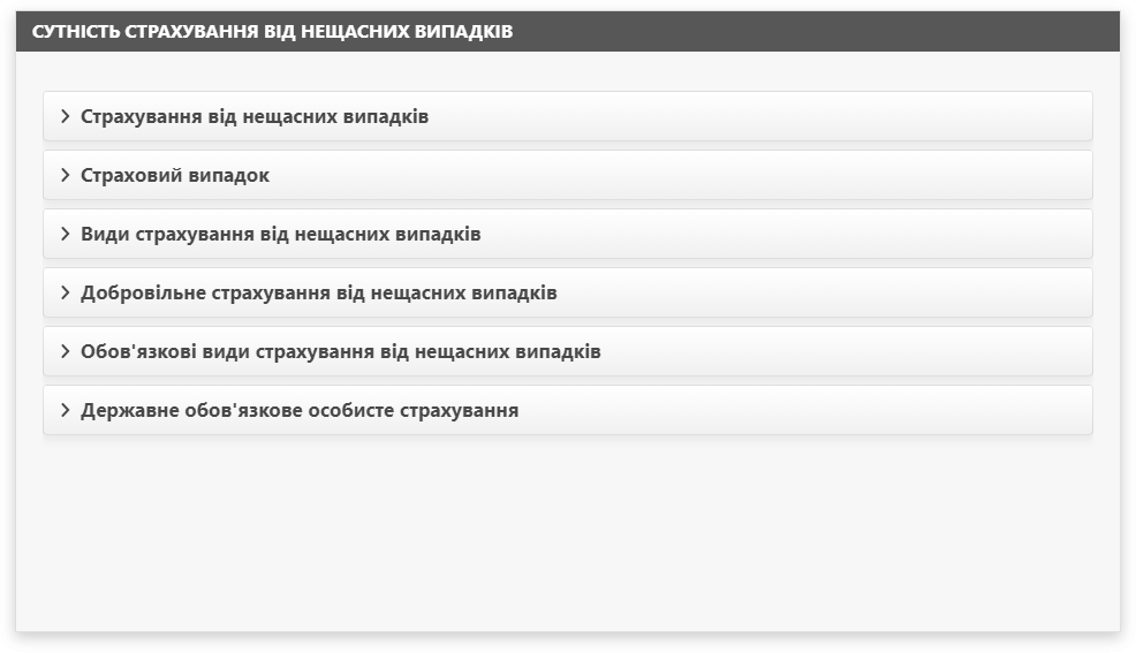 СУТНІСТЬ СТРАХУВАННЯ ВІД НЕЩАСНИХ ВИПАДКІВ
Страхування від нещасних випадків
Страховий випадок
Види страхування від нещасних випадків
Добровільне страхування від нещасних випадків
Обов'язкові види страхування від нещасних випадків
Державне обов'язкове особисте страхування